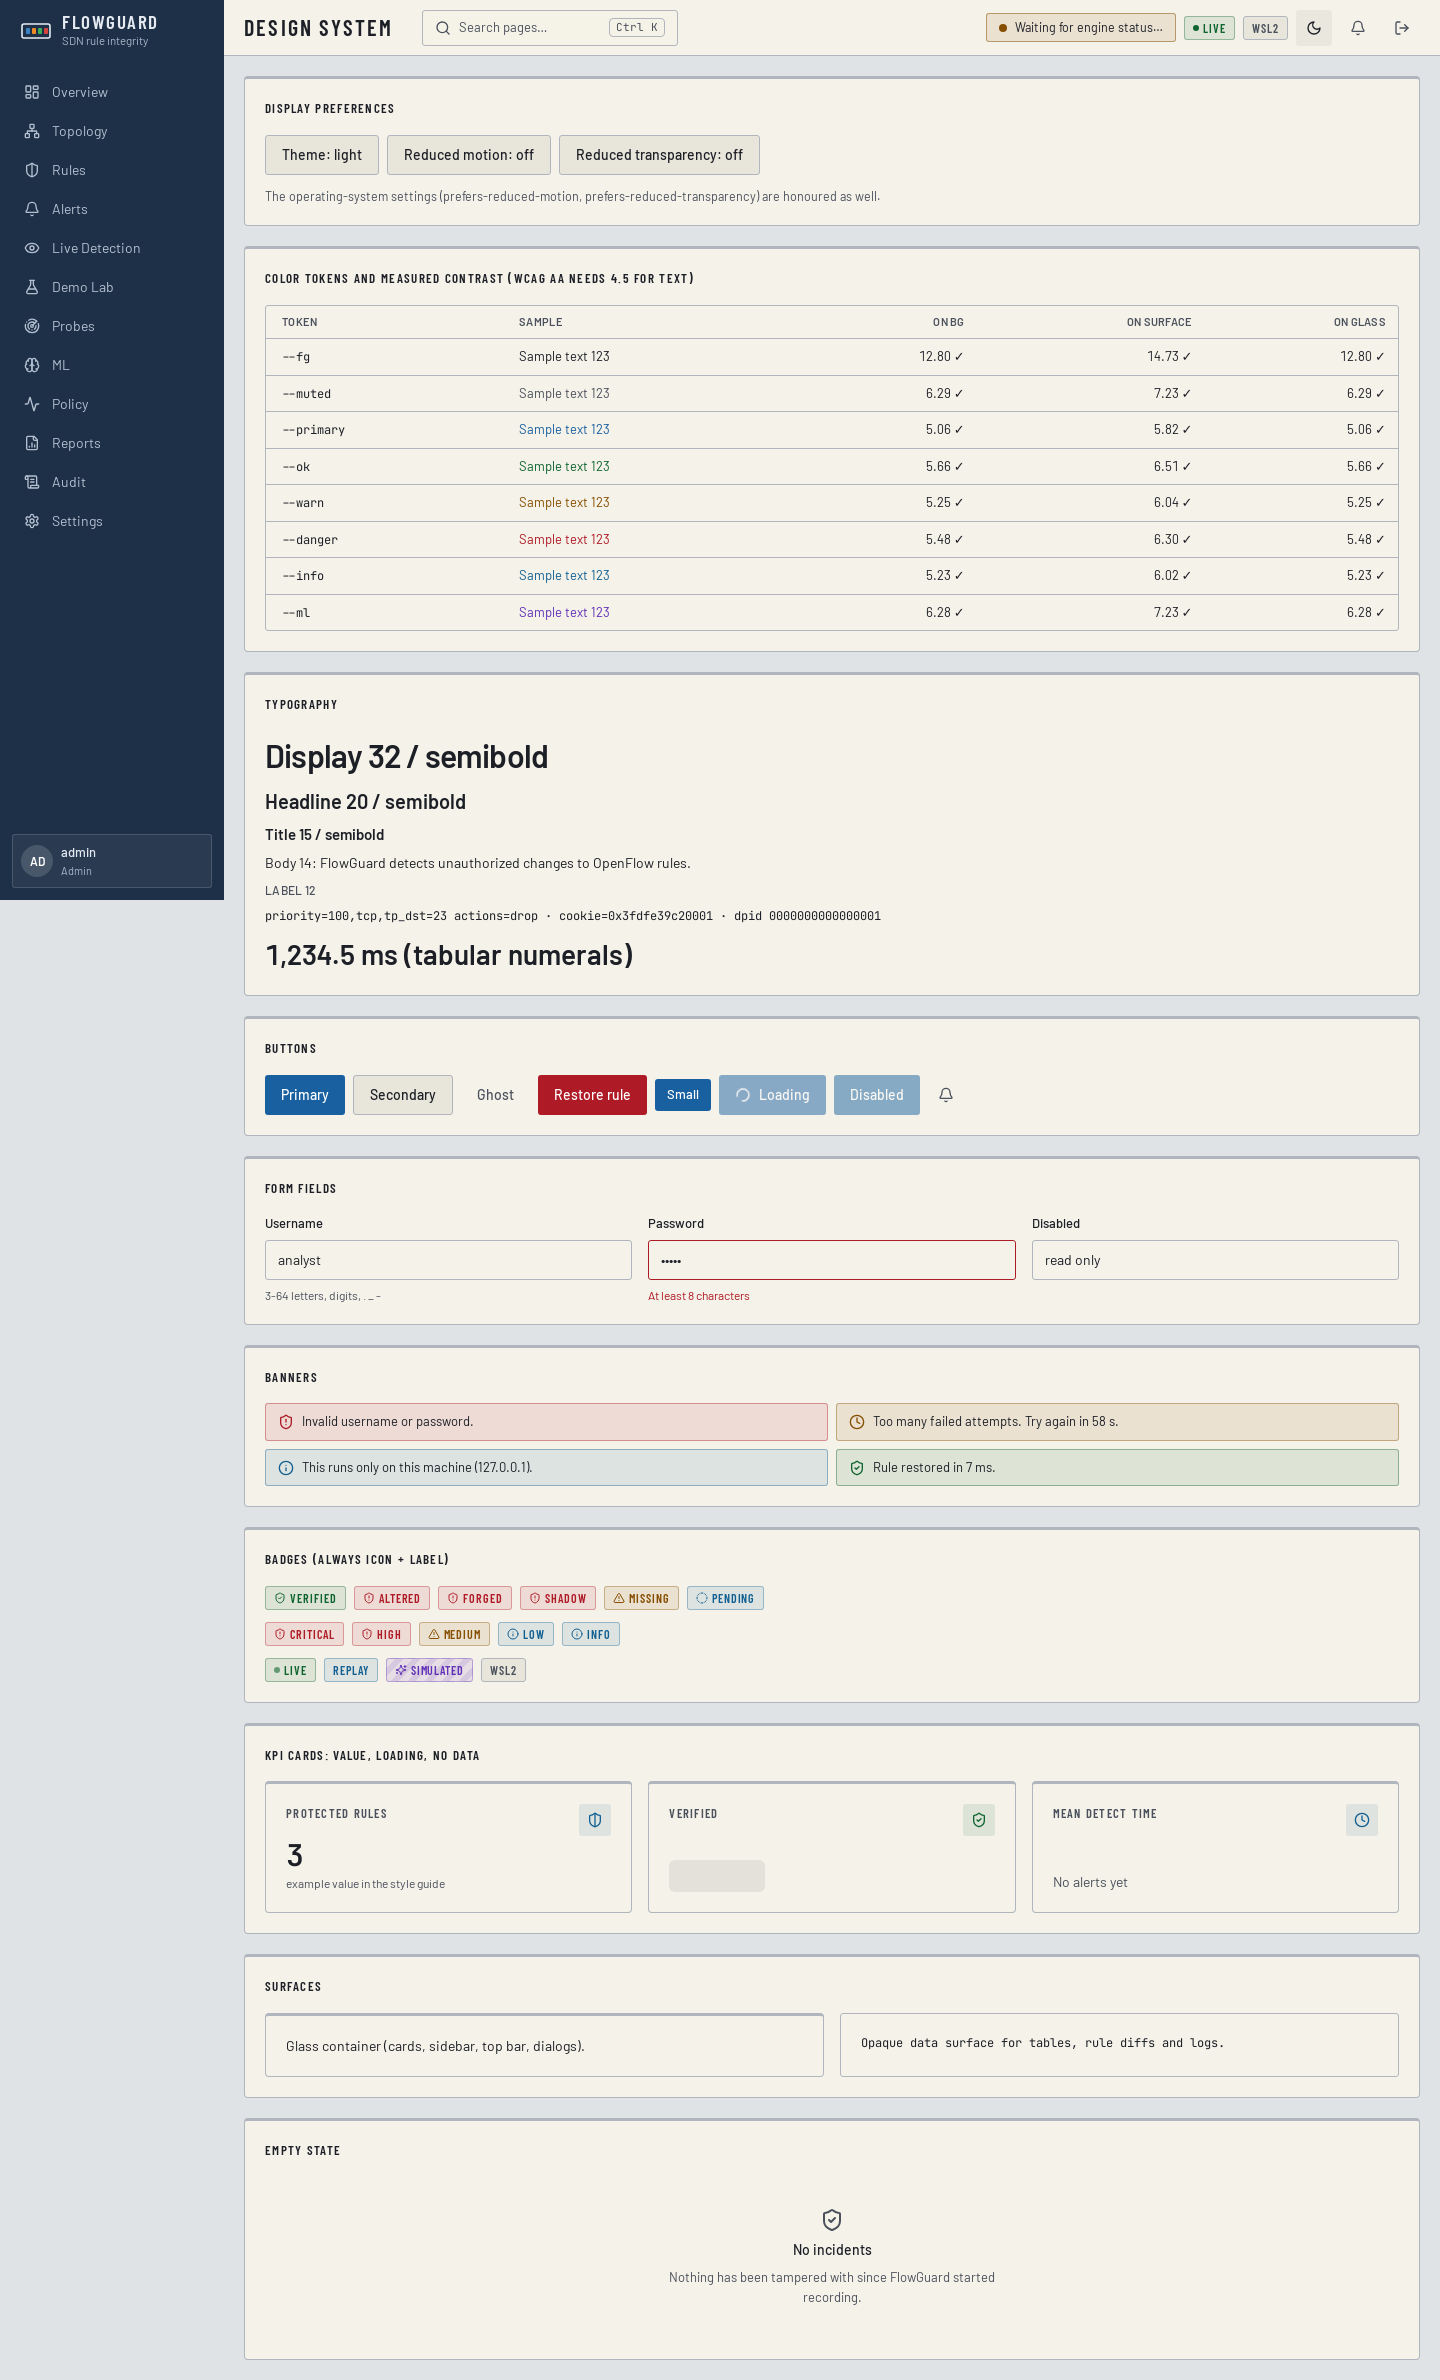 FLOWGUARD
SDN rule integrity
DESIGN SYSTEM
Search pages...
Ctrl K
Waiting for engine status...
LIVE
WSL2
Overview
Topology
Rules
Alerts
Live Detection
Demo Lab
Probes
ML
Policy
Reports
Audit
Settings
AD
admin
Admin
DISPLAY PREFERENCES
Theme: light
Reduced motion: off
Reduced transparency: off
The operating-system settings (prefers-reduced-motion, prefers-reduced-transparency) are honoured as well.
COLOR TOKENS AND MEASURED CONTRAST (WCAG AA NEEDS 4.5 FOR TEXT)
TOKEN SAMPLE ON BG ON SURFACE ON GLASS
--fg Sample text 123 12.80 ✓ 14.73 ✓ 12.80 ✓
--muted Sample text 123 6.29 ✓ 7.23 ✓ 6.29 ✓
--primary Sample text 123 5.06 ✓ 5.82 ✓ 5.06 ✓
--ok Sample text 123 5.66 ✓ 6.51 ✓ 5.66 ✓
--warn Sample text 123 5.25 ✓ 6.04 ✓ 5.25 ✓
--danger Sample text 123 5.48 ✓ 6.30 ✓ 5.48 ✓
--info Sample text 123 5.23 ✓ 6.02 ✓ 5.23 ✓
--ml Sample text 123 6.28 ✓ 7.23 ✓ 6.28 ✓
TYPOGRAPHY
Display 32 / semibold
Headline 20 / semibold
Title 15 / semibold
Body 14: FlowGuard detects unauthorized changes to OpenFlow rules.
LABEL 12
priority=100,tcp,tp_dst=23 actions=drop · cookie=0x3fdfe39c20001 · dpid 0000000000000001
1,234.5 ms (tabular numerals)
BUTTONS
Primary
Secondary
Ghost
Restore rule
Small
Loading
Disabled
FORM FIELDS
Username Password Disabled
analyst ••••• read only
3-64 letters, digits, . _ - At least 8 characters
BANNERS
Invalid username or password.
Too many failed attempts. Try again in 58 s.
This runs only on this machine (127.0.0.1).
Rule restored in 7 ms.
BADGES (ALWAYS ICON + LABEL)
VERIFIED ALTERED FORGED SHADOW MISSING PENDING
CRITICAL HIGH MEDIUM LOW INFO
LIVE REPLAY SIMULATED WSL2
KPI CARDS: VALUE, LOADING, NO DATA
PROTECTED RULES
3
example value in the style guide
VERIFIED
MEAN DETECT TIME
No alerts yet
SURFACES
Glass container (cards, sidebar, top bar, dialogs).
Opaque data surface for tables, rule diffs and logs.
EMPTY STATE
No incidents
Nothing has been tampered with since FlowGuard started
recording.